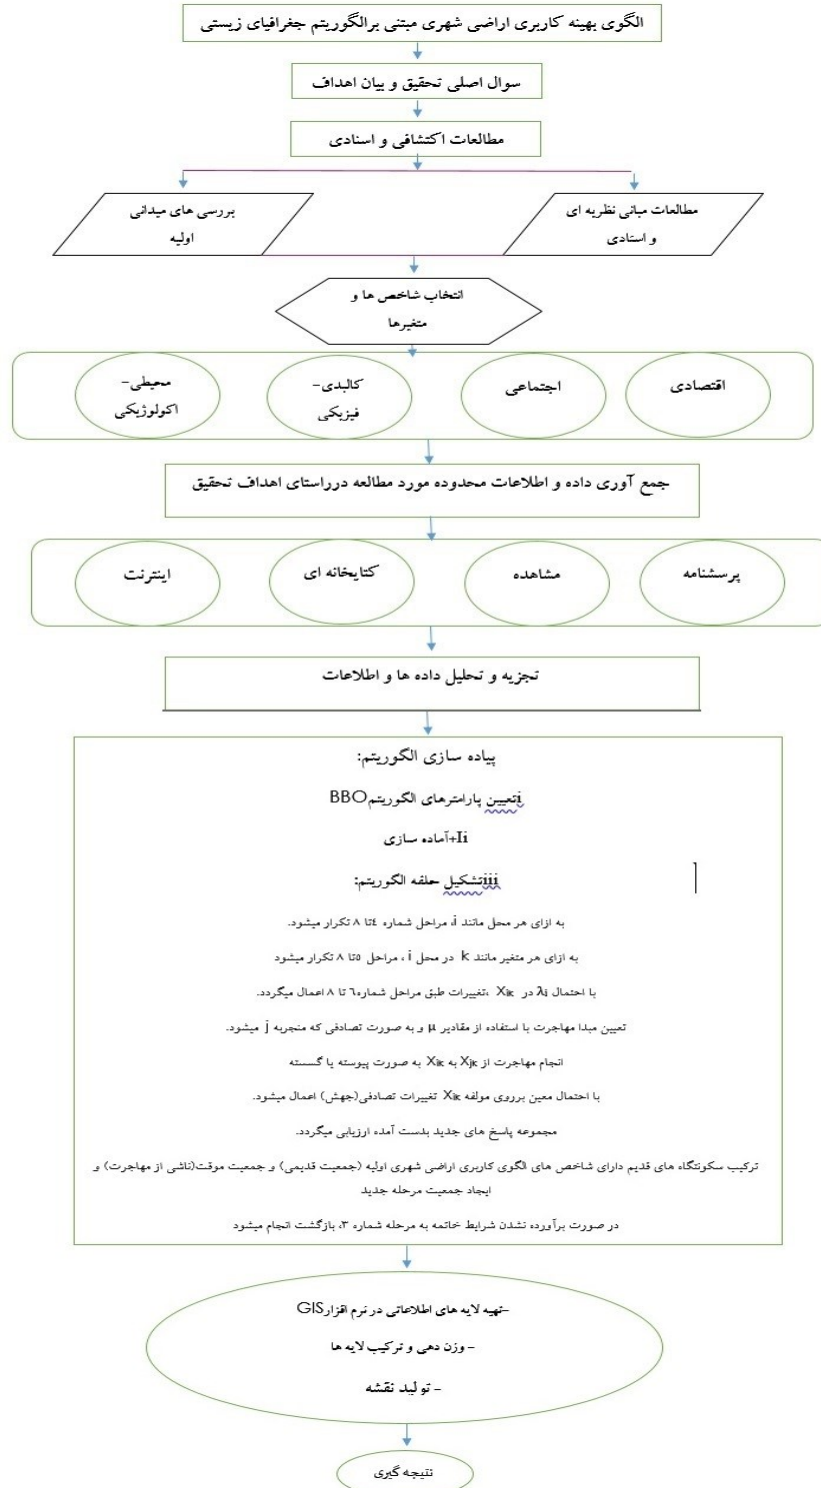 الگوی بهینه کاربری اراضی شهری مبتنی برالگوریتم جغرافیای زیستی
سوال اصلی تحقیق و بیان اهداف
مطالعات اکتشافی و اسنادی
مطالعات مبانی نظریه ای
و اسنادی
بررسی های میدانی
اولیه
انتخاب شاخص ها و
متغیرها
اقتصادی
اجتماعی
کالبدی-
فیزیکی
محیطی-
اکولوژیکی
جمع آوری داده و اطلاعات محدوده مورد مطالعه درراستای اهداف تحقیق
پرسشنامه
مشاهده
کتابخانه ای
اینترنت
تجزیه و تحلیل داده ها و اطلاعات
پیاده سازی الگوریتم:
iتعیین پارامترهای الگوریتمBBO
Ii+آماده سازی
iiiتشکیل حلقه الگوریتم:
به ازای هر محل مانند i، مراحل شماره ٤تا ٨ تکرار میشود.
به ازای هر متغیر مانند k در محل i ، مراحل ٥تا ٨ تکرار میشود
با احتمال λi در Xik ،تغییرات طبق مراحل شماره٦ تا ٨ اعمال میگردد.
تعیین مبدا مهاجرت با استفاده از مقادیر µ و به صورت تصادفی که منجربه j میشود.
انجام مهاجرت از Xjk به Xik به صورت پیوسته یا گسسته
با احتمال معین برروی مولفه Xik تغییرات تصادفی(جهش) اعمال میشود.
مجموعه پاسخ های جدید بدست آمده ارزیابی میگردد.
ترکیب سکونتگاه های قدیم دارای شاخص های الگوی کاربری اراضی شهری اولیه (جمعیت قدیمی) و جمعیت موقت(ناشی از مهاجرت) و
ایجاد جمعیت مرحله جدید
در صورت برآورده نشدن شرایط خاتمه به مرحله شماره ٣، بازگشت انجام میشود
-تهیه لایه های اطلاعاتی در نرم افزارGIS
- وزن دهی و ترکیب لایه ها
- تولید نقشه
نتیجه گیری